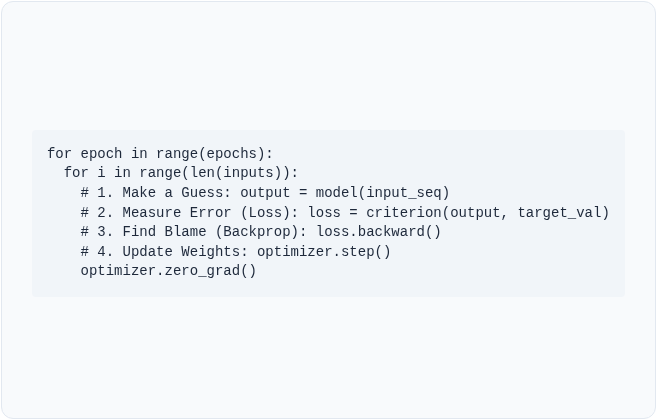 for epoch in range(epochs):
  for i in range(len(inputs)):
    # 1. Make a Guess: output = model(input_seq)
    # 2. Measure Error (Loss): loss = criterion(output, target_val)
    # 3. Find Blame (Backprop): loss.backward()
    # 4. Update Weights: optimizer.step()
    optimizer.zero_grad()